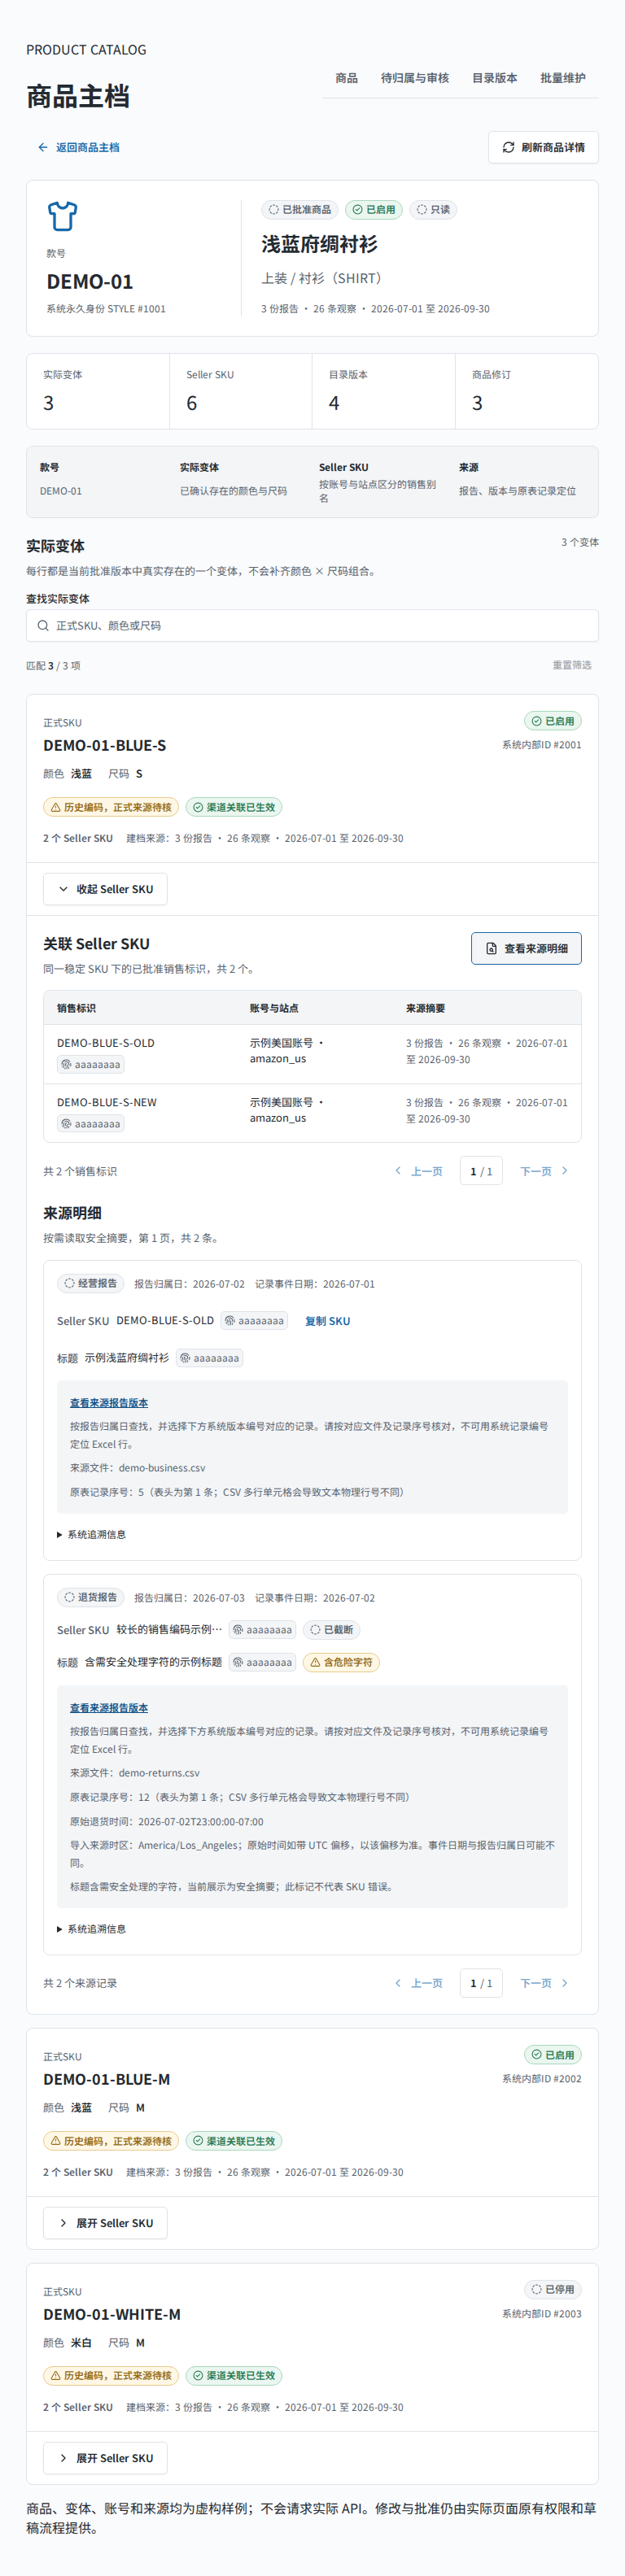 PRODUCT CATALOG
商品主档
商品 待归属与审核 目录版本 批量维护
返回商品主档
刷新商品详情
款号
DEMO-01
系统永久身份 STYLE #1001
已批准商品 已启用 只读
浅蓝府绸衬衫
上装 / 衬衫（SHIRT）
3 份报告 • 26 条观察 • 2026-07-01 至 2026-09-30
实际变体 Seller SKU 目录版本 商品修订
3 6 4 3
款号 实际变体 Seller SKU 来源
DEMO-01 已确认存在的颜色与尺码 按账号与站点区分的销售别 报告、版本与原表记录定位
名
实际变体
3 个变体
每行都是当前批准版本中真实存在的一个变体，不会补齐颜色 × 尺码组合。
查找实际变体
正式SKU、颜色或尺码
匹配 3 / 3 项
重置筛选
正式SKU
已启用
DEMO-01-BLUE-S
系统内部ID #2001
颜色 浅蓝 尺码 S
历史编码，正式来源待核 渠道关联已生效
2 个 Seller SKU 建档来源：3 份报告 • 26 条观察 • 2026-07-01 至 2026-09-30
收起 Seller SKU
关联 Seller SKU
查看来源明细
同一稳定 SKU 下的已批准销售标识，共 2 个。
销售标识 账号与站点 来源摘要
DEMO-BLUE-S-OLD 示例美国账号 • 3 份报告 • 26 条观察 • 2026-07-01
aaaaaaaa amazon_us 至 2026-09-30
DEMO-BLUE-S-NEW 示例美国账号 • 3 份报告 • 26 条观察 • 2026-07-01
aaaaaaaa amazon_us 至 2026-09-30
共 2 个销售标识 上一页 1 / 1 下一页
来源明细
按需读取安全摘要，第 1 页，共 2 条。
经营报告 报告归属日：2026-07-02 记录事件日期：2026-07-01
Seller SKU DEMO-BLUE-S-OLD aaaaaaaa 复制 SKU
标题 示例浅蓝府绸衬衫 aaaaaaaa
查看来源报告版本
按报告归属日查找，并选择下方系统版本编号对应的记录。请按对应文件及记录序号核对，不可用系统记录编号
定位 Excel 行。
来源文件：demo-business.csv
原表记录序号：5（表头为第 1 条；CSV 多行单元格会导致文本物理行号不同）
系统追溯信息
退货报告 报告归属日：2026-07-03 记录事件日期：2026-07-02
Seller SKU 较长的销售编码示例… aaaaaaaa 已截断
标题 含需安全处理字符的示例标题 aaaaaaaa 含危险字符
查看来源报告版本
按报告归属日查找，并选择下方系统版本编号对应的记录。请按对应文件及记录序号核对，不可用系统记录编号
定位 Excel 行。
来源文件：demo-returns.csv
原表记录序号：12（表头为第 1 条；CSV 多行单元格会导致文本物理行号不同）
原始退货时间：2026-07-02T23:00:00-07:00
导入来源时区：America/Los_Angeles；原始时间如带 UTC 偏移，以该偏移为准。事件日期与报告归属日可能不
同。
标题含需安全处理的字符，当前展示为安全摘要；此标记不代表 SKU 错误。
系统追溯信息
共 2 个来源记录 上一页 1 / 1 下一页
正式SKU
已启用
DEMO-01-BLUE-M
系统内部ID #2002
颜色 浅蓝 尺码 M
历史编码，正式来源待核 渠道关联已生效
2 个 Seller SKU 建档来源：3 份报告 • 26 条观察 • 2026-07-01 至 2026-09-30
展开 Seller SKU
正式SKU
已停用
DEMO-01-WHITE-M
系统内部ID #2003
颜色 米白 尺码 M
历史编码，正式来源待核 渠道关联已生效
2 个 Seller SKU 建档来源：3 份报告 • 26 条观察 • 2026-07-01 至 2026-09-30
展开 Seller SKU
商品、变体、账号和来源均为虚构样例；不会请求实际 API。修改与批准仍由实际页面原有权限和草
稿流程提供。